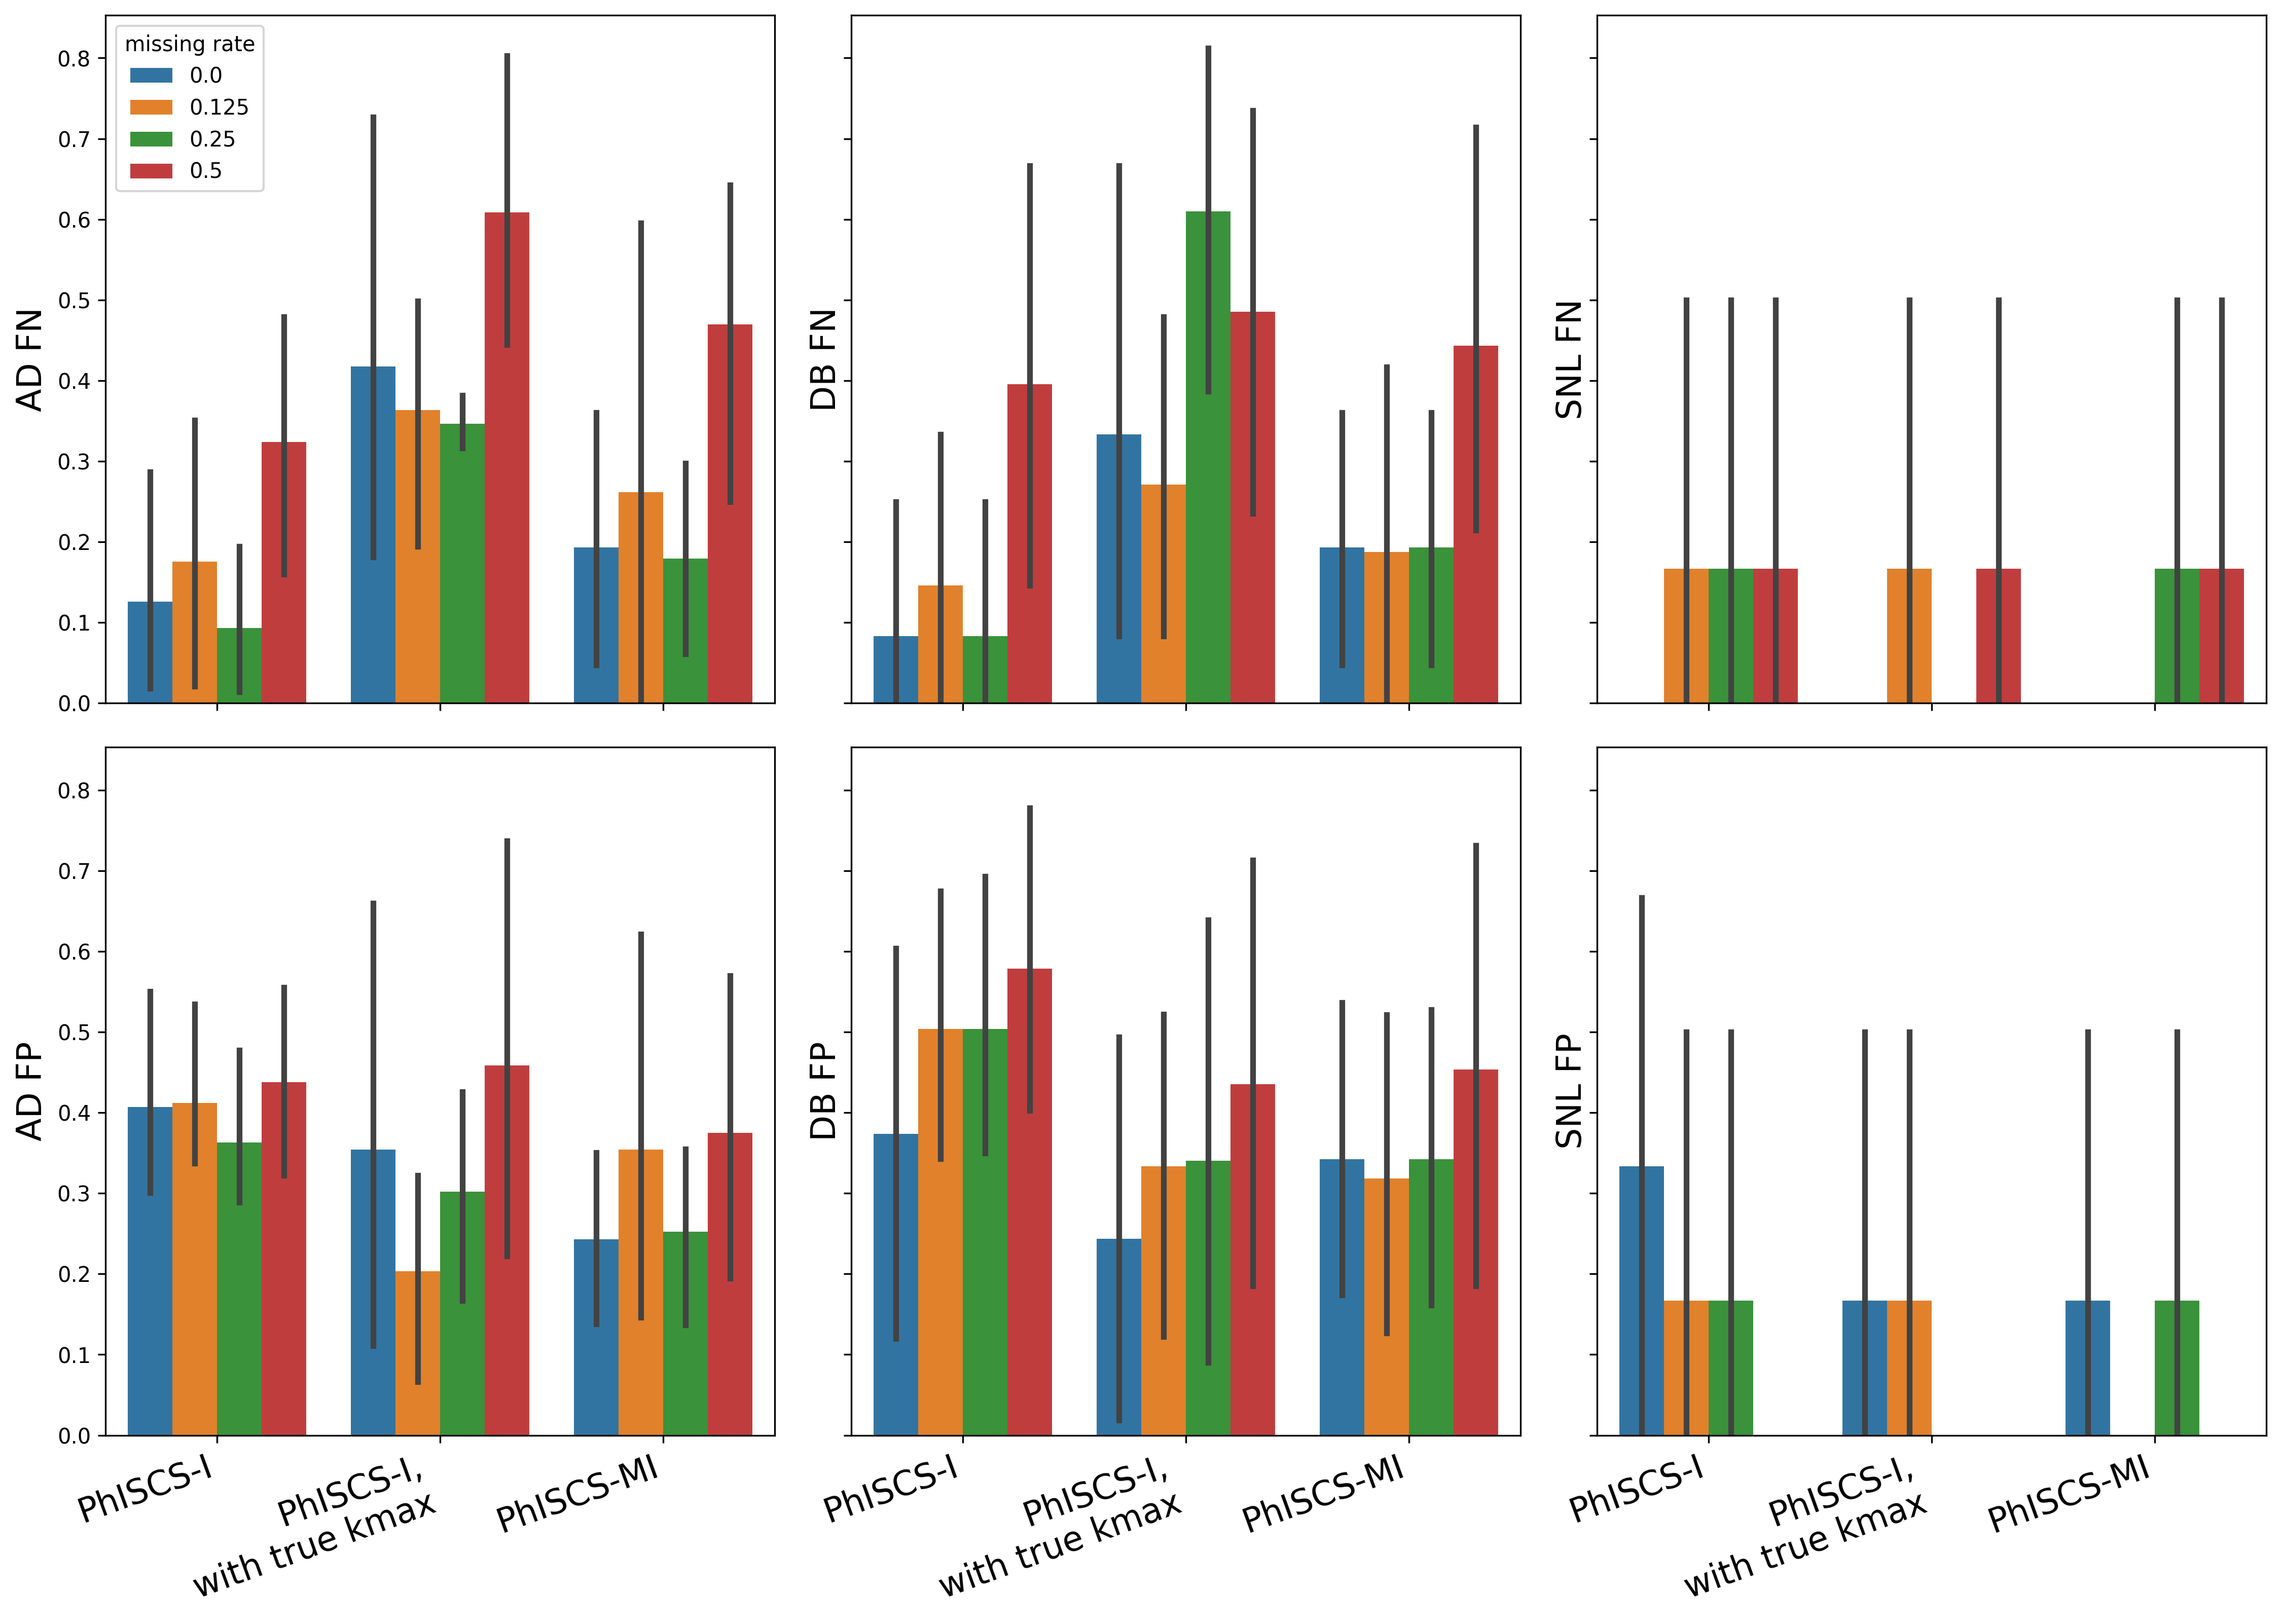 AD FN
0.8
0.7
0.6
0.5
0.4
0.3
0.2
0.1
0.0
missing rate
0.0
0.125
0.25
0.5
DB FN
SNL FN
AD FP
0.8
0.7
0.6
0.5
0.4
0.3
0.2
0.1
0.0
DB FP
SNL FP
PhISCS-I
PhISCS-I,
with true kmax
PhISCS-MI
PhISCS-I
PhISCS-I,
with true kmax
PhISCS-MI
PhISCS-I
PhISCS-I,
with true kmax
PhISCS-MI